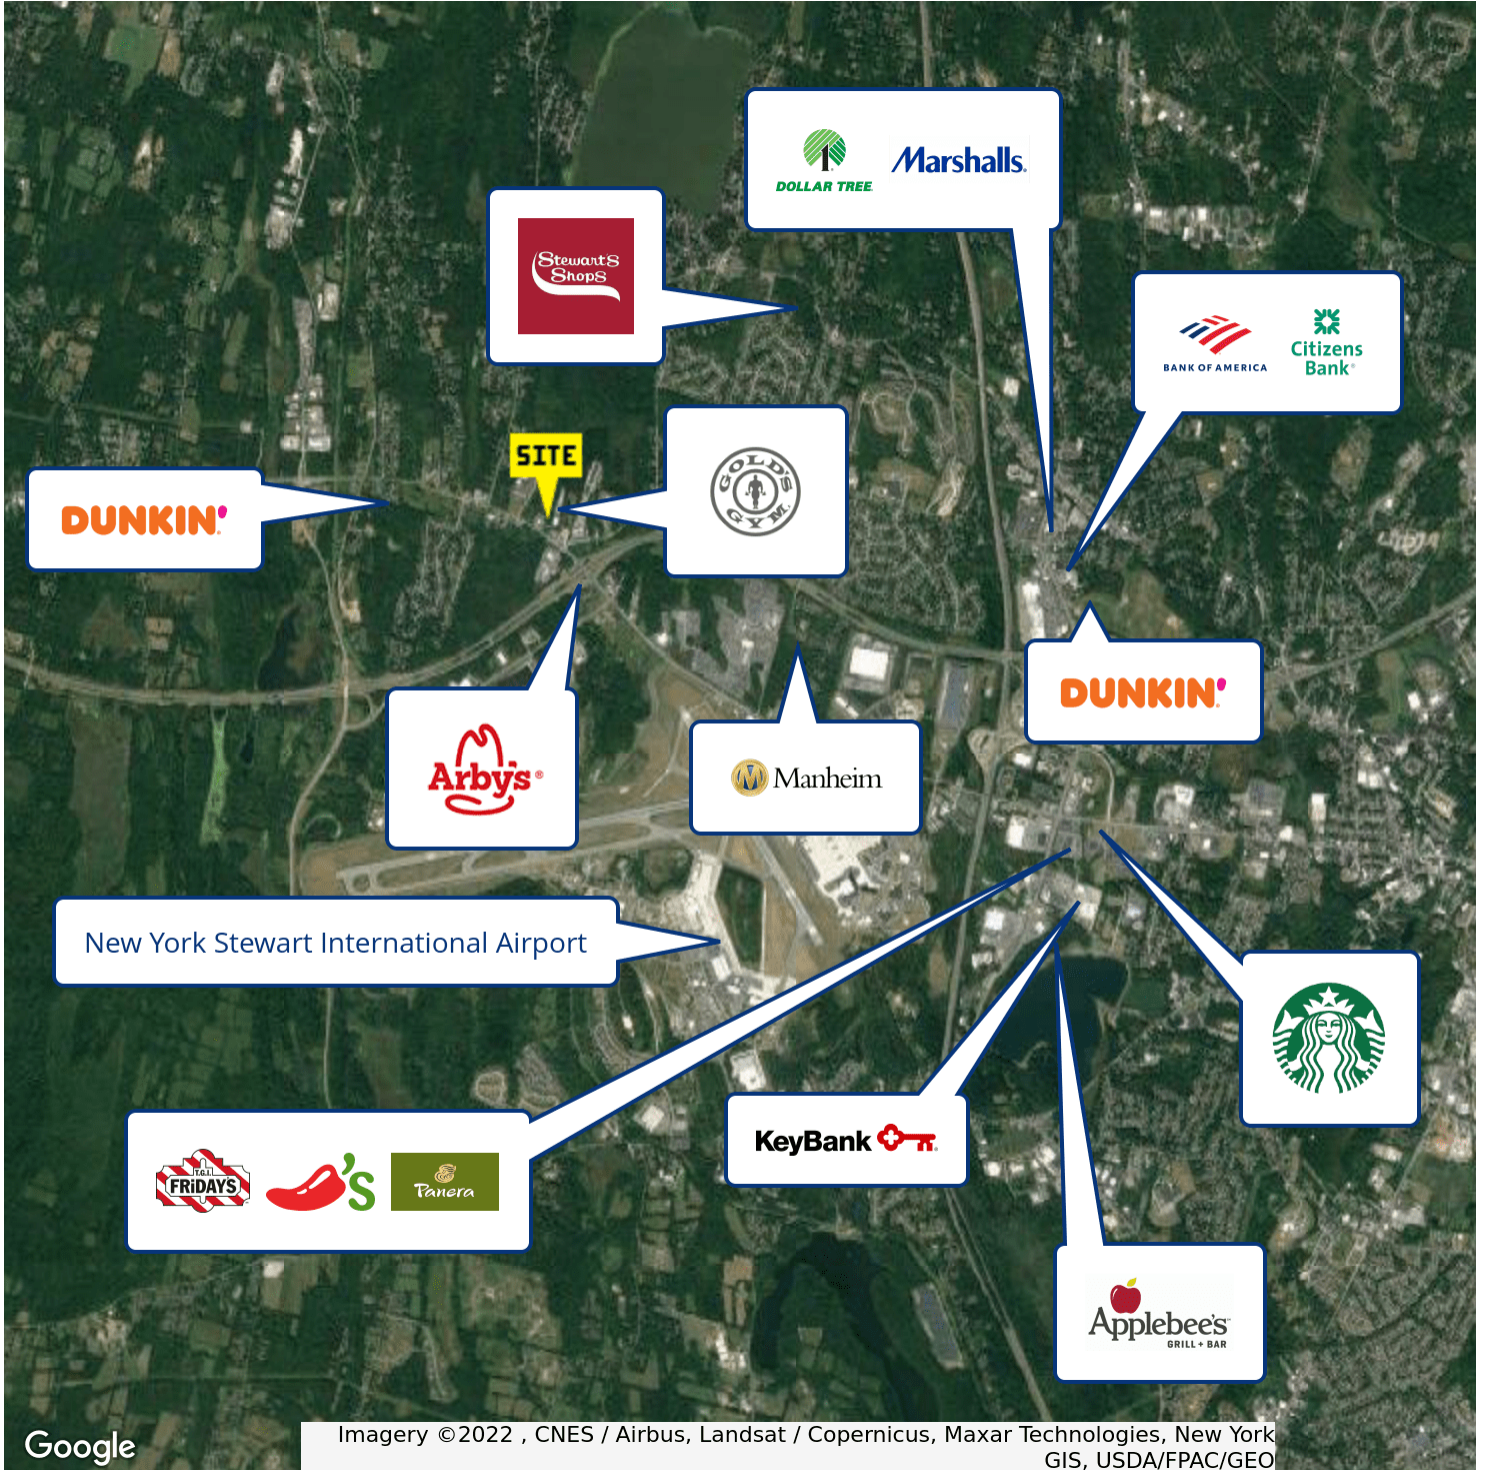 DOLLAR TREE
Marshalls.
Stewart's
Shops
BANK OF AMERICA
Citizens
Bank
SITE
GOLD'S
GYM
DUNKIN'
DUNKIN'
Arby's
Manheim
New York Stewart International Airport
T.G.I.
FRIDAY'S
'S
Panera
KeyBank
Applebee's
GRILL + BAR
Google
Imagery ©2022 , CNES / Airbus, Landsat / Copernicus, Maxar Technologies, New York
GIS, USDA/FPAC/GEO